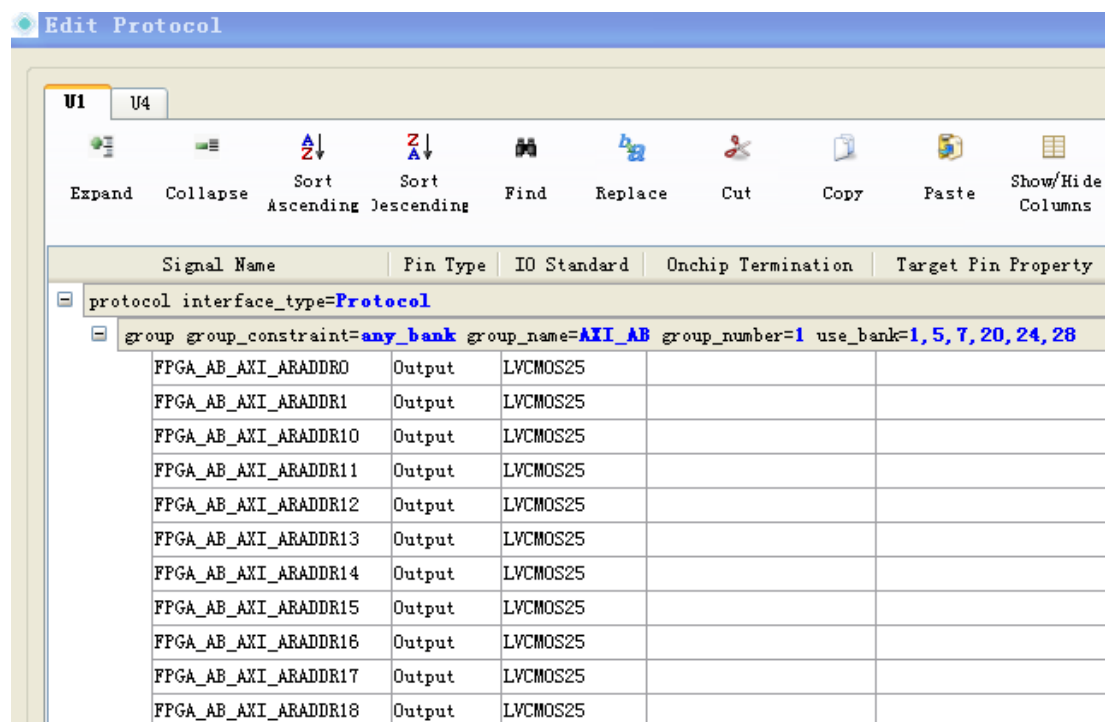 Edit Protocol
U1 U4
Expand Collapse Sort Ascending Sort Descending Find Replace Cut Copy Paste Show/Hide Columns
Signal Name Pin Type IO Standard Onchip Termination Target Pin Property
protocol interface_type=Protocol
group group_constraint=any_bank group_name=AXI_AB group_number=1 use_bank=1,5,7,20,24,28
FPGA_AB_AXI_ARADDR0 Output LVCMOS25
FPGA_AB_AXI_ARADDR1 Output LVCMOS25
FPGA_AB_AXI_ARADDR10 Output LVCMOS25
FPGA_AB_AXI_ARADDR11 Output LVCMOS25
FPGA_AB_AXI_ARADDR12 Output LVCMOS25
FPGA_AB_AXI_ARADDR13 Output LVCMOS25
FPGA_AB_AXI_ARADDR14 Output LVCMOS25
FPGA_AB_AXI_ARADDR15 Output LVCMOS25
FPGA_AB_AXI_ARADDR16 Output LVCMOS25
FPGA_AB_AXI_ARADDR17 Output LVCMOS25
FPGA_AB_AXI_ARADDR18 Output LVCMOS25